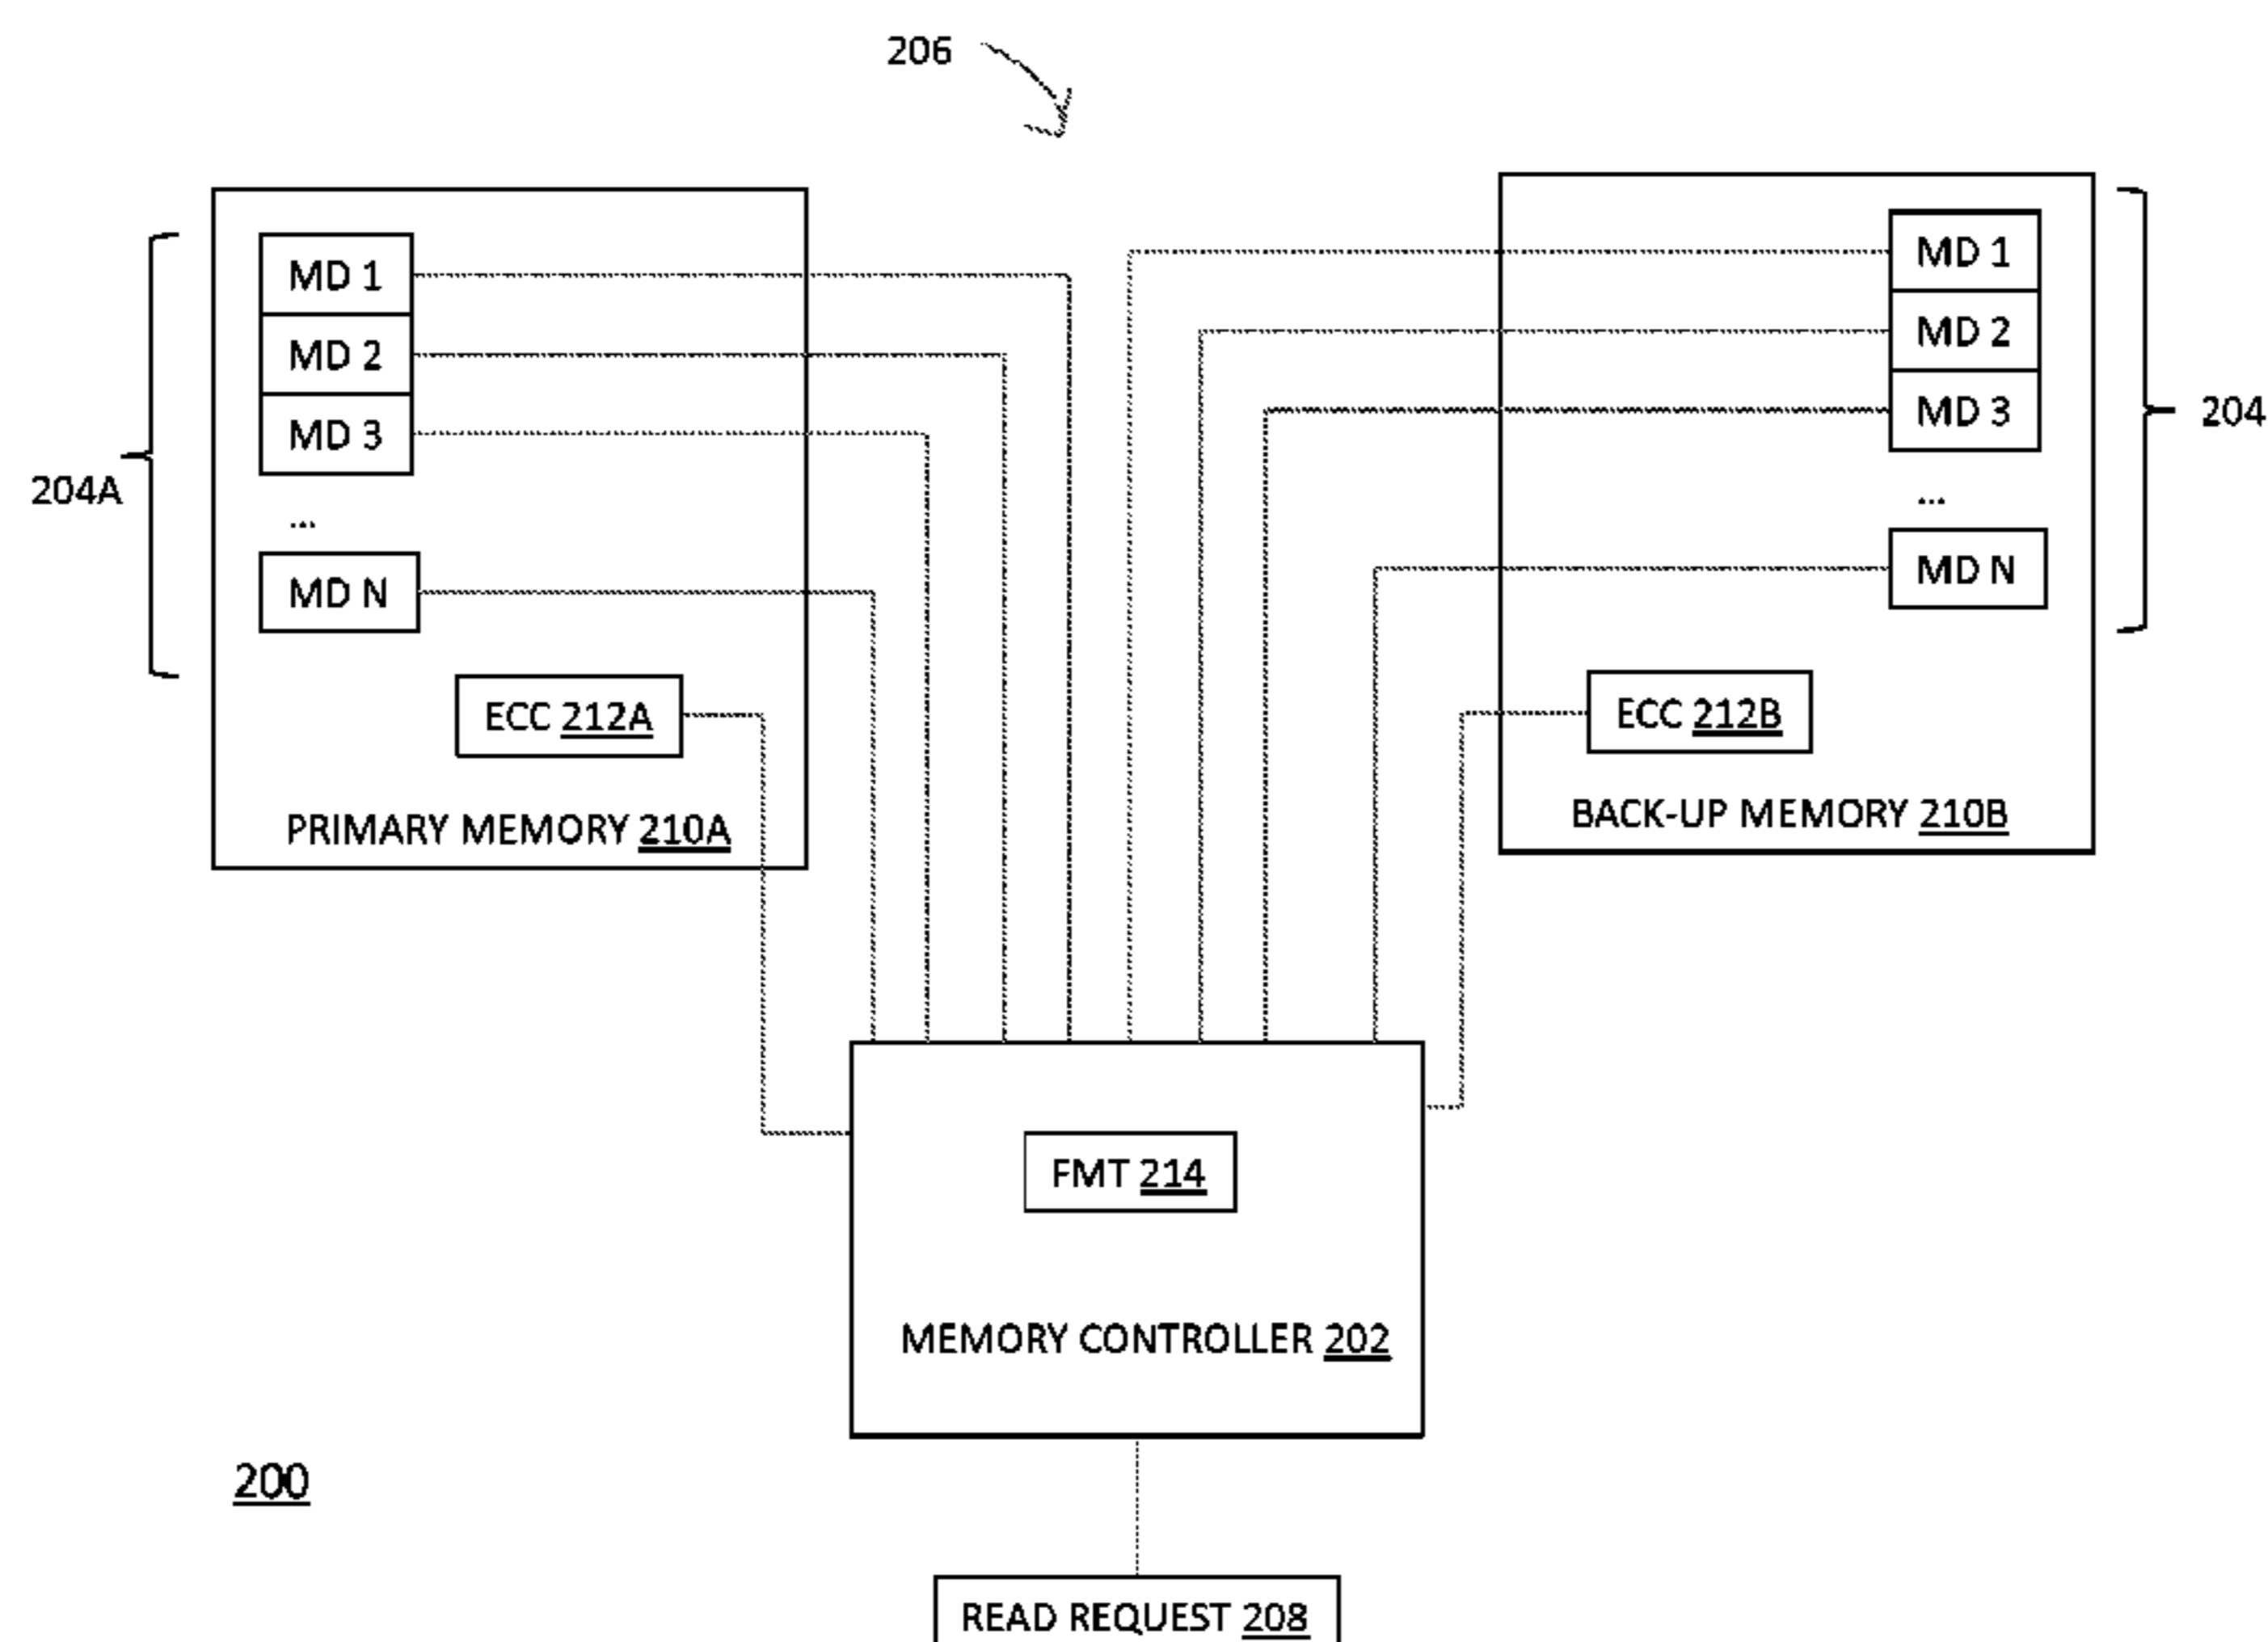 206
MD 1
MD 2
MD 3
...
MD N
204A
ECC 212A
PRIMARY MEMORY 210A
MD 1
MD 2
MD 3
...
MD N
204
ECC 212B
BACK-UP MEMORY 210B
FMT 214
MEMORY CONTROLLER 202
200
READ REQUEST 208